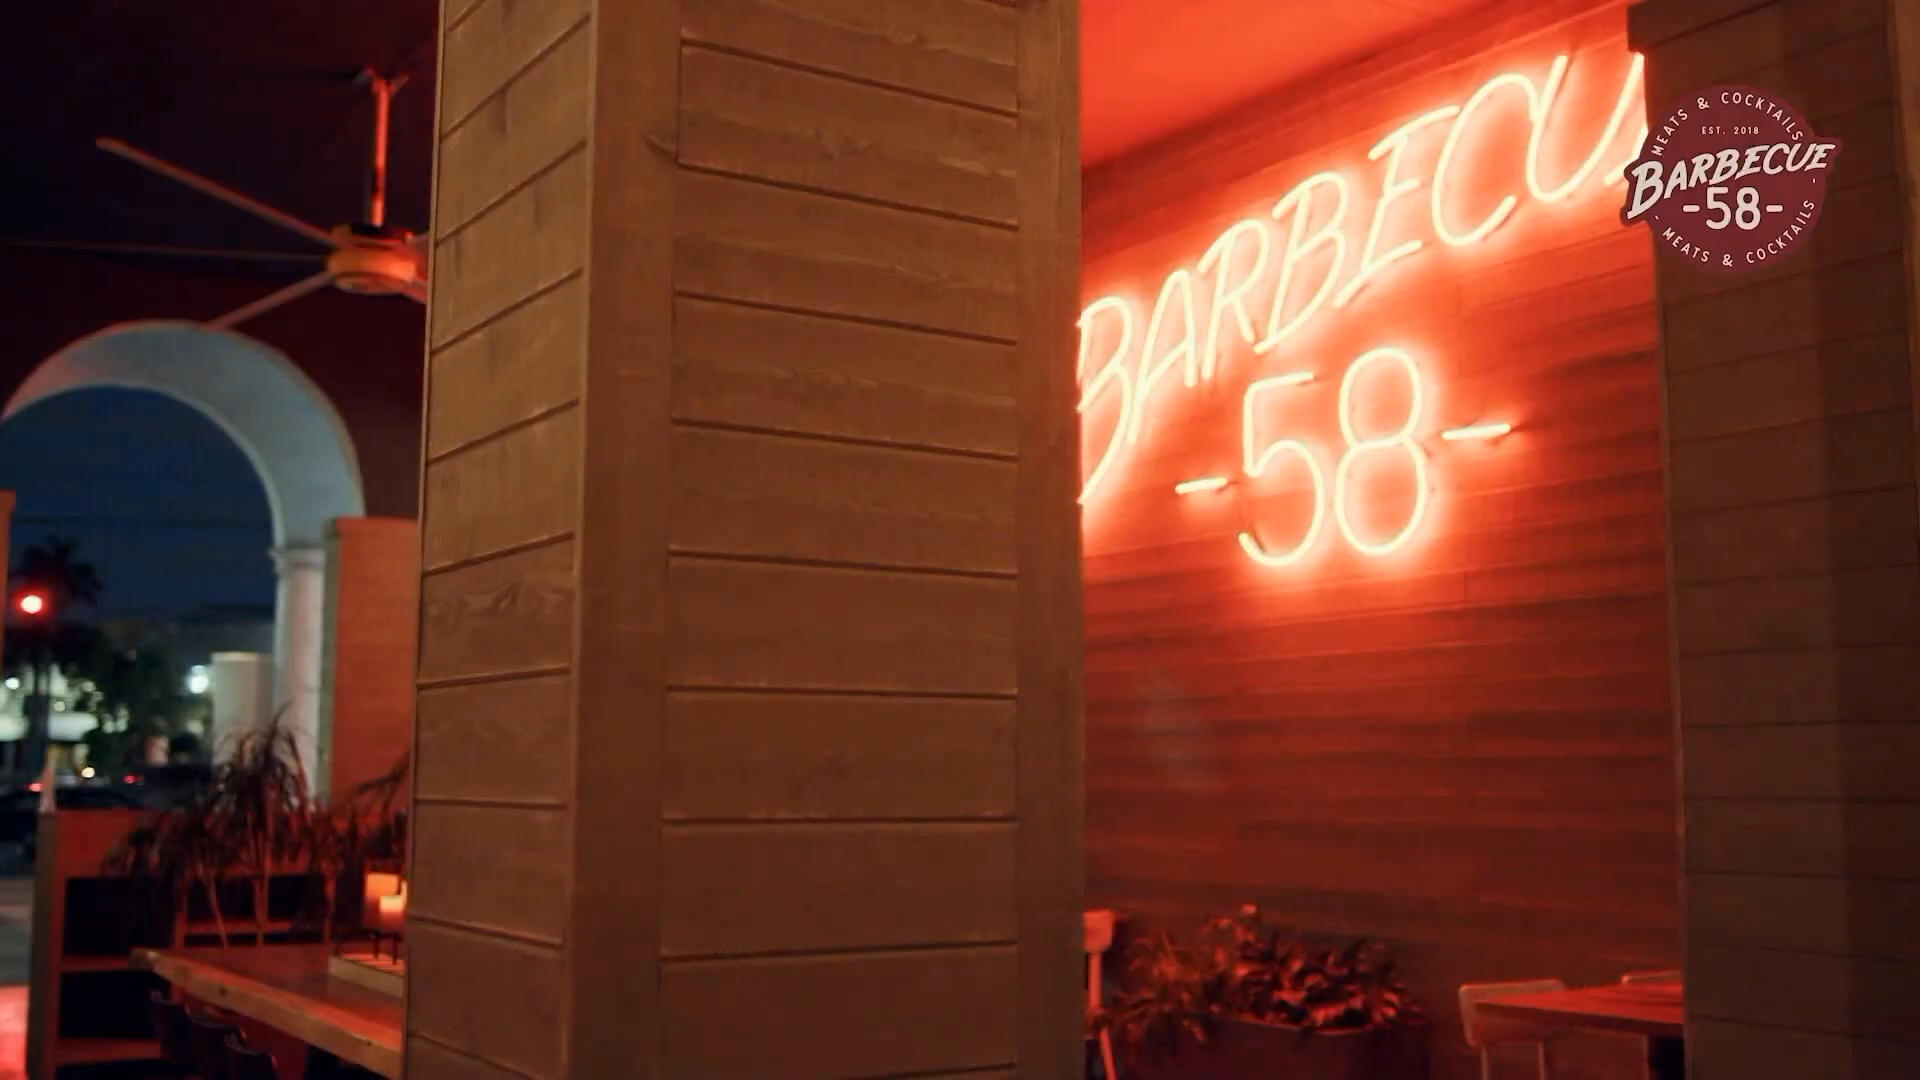 BARBECU
-58-
MEATS & COCKTAILS
EST. 2018
BARBECUE
-58-
MEATS & COCKTAILS